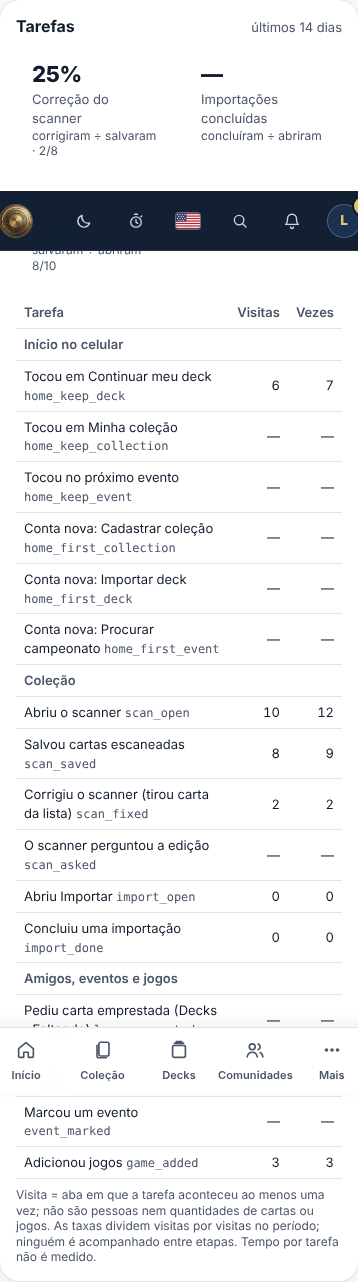 Tarefas
últimos 14 dias
25%
Correção do
scanner
corrigiram ÷ salvaram
· 2/8
—
Importações
concluídas
concluíram ÷ abriram
L
salvaram ÷ abriram
8/10
Tarefa Visitas Vezes
Início no celular
Tocou em Continuar meu deck
home_keep_deck
6 7
Tocou em Minha coleção
home_keep_collection
— —
Tocou no próximo evento
home_keep_event
— —
Conta nova: Cadastrar coleção
home_first_collection
— —
Conta nova: Importar deck
home_first_deck
— —
Conta nova: Procurar
campeonato home_first_event
— —
Coleção
Abriu o scanner scan_open 10 12
Salvou cartas escaneadas
scan_saved
8 9
Corrigiu o scanner (tirou carta
da lista) scan_fixed
2 2
O scanner perguntou a edição
scan_asked
— —
Abriu Importar import_open 0 0
Concluiu uma importação
import_done
0 0
Amigos, eventos e jogos
Pediu carta emprestada (Decks
— —
Início Coleção Decks Comunidades Mais
Marcou um evento
event_marked
— —
Adicionou jogos game_added 3 3
Visita = aba em que a tarefa aconteceu ao menos uma
vez; não são pessoas nem quantidades de cartas ou
jogos. As taxas dividem visitas por visitas no período;
ninguém é acompanhado entre etapas. Tempo por tarefa
não é medido.